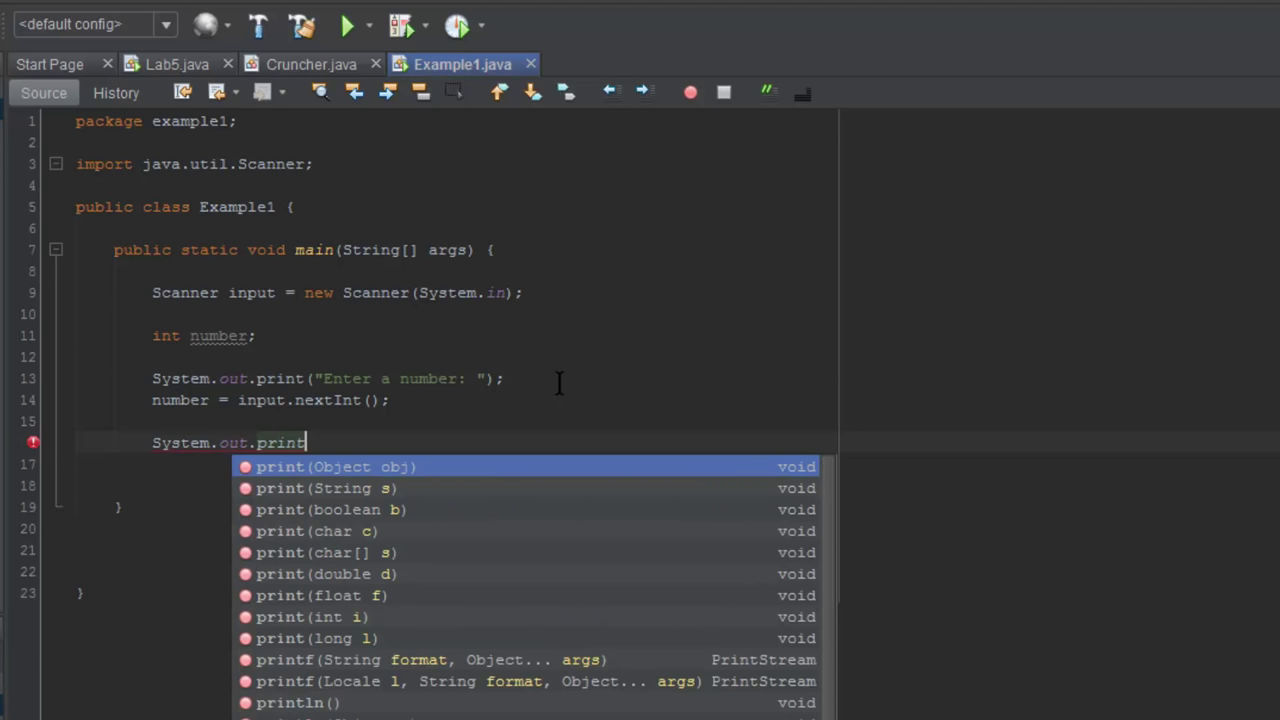 <default config>
Start Page Lab5.java Cruncher.java Example1.java
Source History
1 package example1;
2
3 import java.util.Scanner;
4
5 public class Example1 {
6
7 public static void main(String[] args) {
8
9 Scanner input = new Scanner(System.in);
10
11 int number;
12
13 System.out.print("Enter a number: ");
14 number = input.nextInt();
15
System.out.print
17 print(Object obj) void
18 print(String s) void
19 } print(boolean b) void
20 print(char c) void
21 print(char[] s) void
22 print(double d) void
23 } print(float f) void
print(int i) void
print(long l) void
printf(String format, Object... args) PrintStream
printf(Locale l, String format, Object... args) PrintStream
println() void